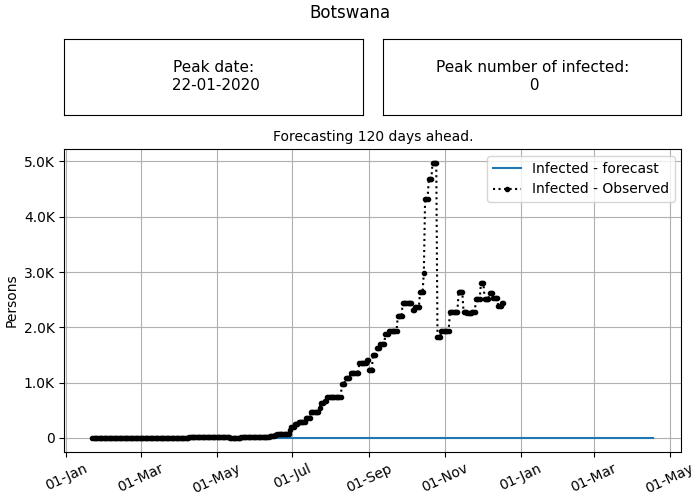 Botswana
Peak date:
22-01-2020
Peak number of infected:
0
Forecasting 120 days ahead.
Infected - forecast
Infected - Observed
Persons
5.0K
4.0K
3.0K
2.0K
1.0K
0
01-Jan
01-Mar
01-May
01-Jul
01-Sep
01-Nov
01-Jan
01-Mar
01-May